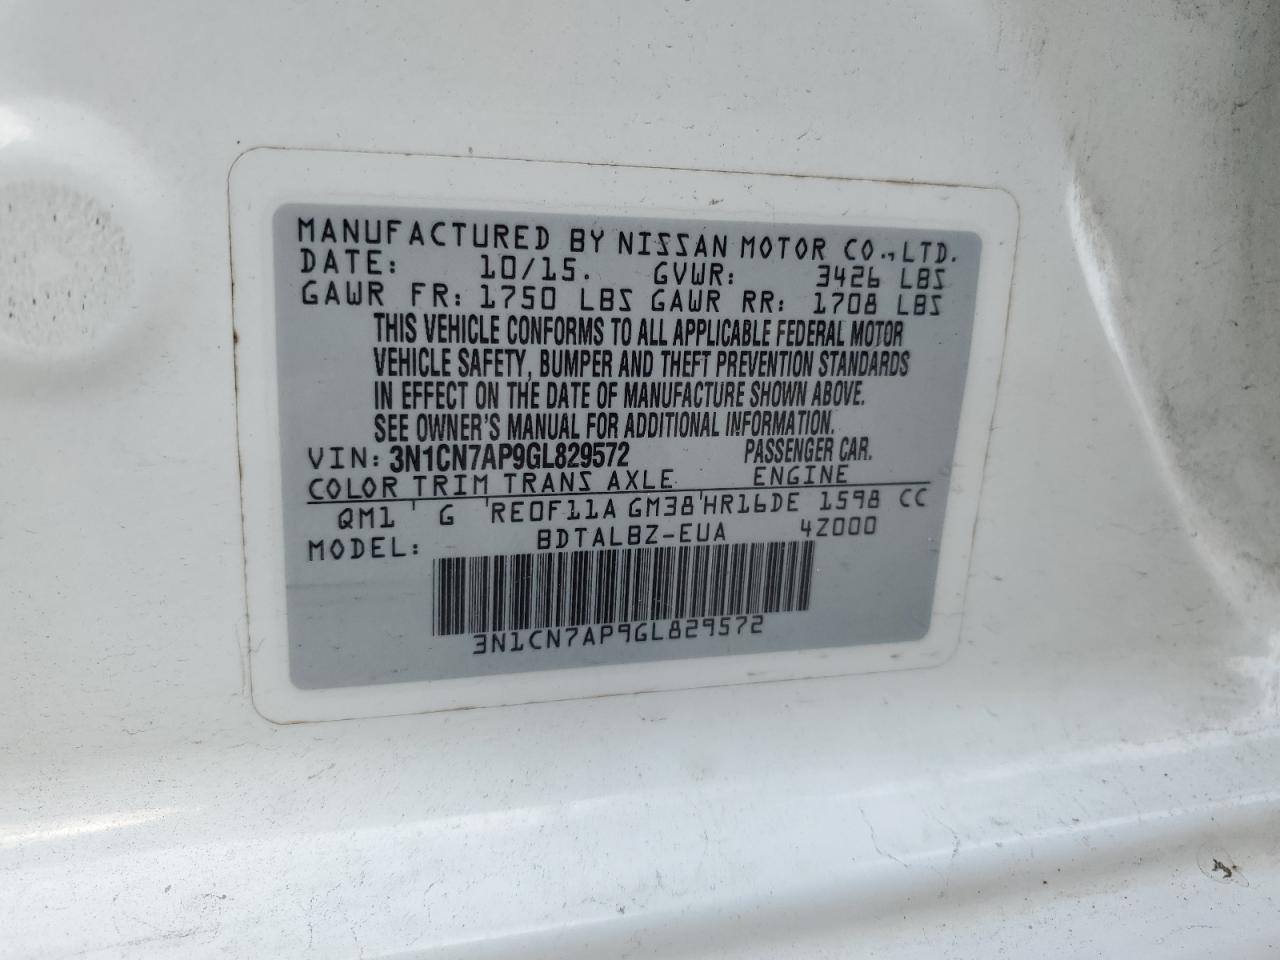 MANUFACTURED BY NISSAN MOTOR CO., LTD.
DATE: 10/15. GVWR: 3426 LBS
GAWR FR: 1750 LBS GAWR RR: 1708 LBS
THIS VEHICLE CONFORMS TO ALL APPLICABLE FEDERAL MOTOR
VEHICLE SAFETY, BUMPER AND THEFT PREVENTION STANDARDS
IN EFFECT ON THE DATE OF MANUFACTURE SHOWN ABOVE.
SEE OWNER'S MANUAL FOR ADDITIONAL INFORMATION.
VIN: 3N1CN7AP9GL829572 PASSENGER CAR.
COLOR TRIM TRANS AXLE ENGINE
QM1 ' G 'RE0F11A GM38'HR16DE 1598 CC
MODEL: BDTALBZ-EUA 4Z000
3N1CN7AP9GL829572